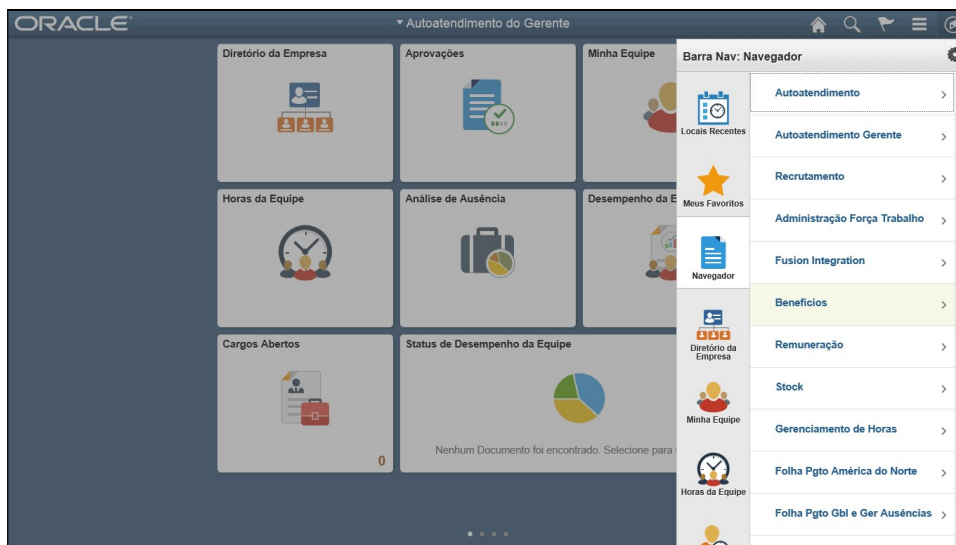 ORACLE
Autoatendimento do Gerente
Diretório da Empresa
Aprovações
Minha Equipe
Horas da Equipe
Análise de Ausência
Desempenho da E
Cargos Abertos
0
Status de Desempenho da Equipe
Nenhum Documento foi encontrado. Selecione para
Barra Nav: Navegador
Locais Recentes
Meus Favoritos
Navegador
Diretório da
Empresa
Minha Equipe
Horas da Equipe
Autoatendimento
Autoatendimento Gerente
Recrutamento
Administração Força Trabalho
Fusion Integration
Benefícios
Remuneração
Stock
Gerenciamento de Horas
Folha Pgto América do Norte
Folha Pgto Gbl e Ger Ausências